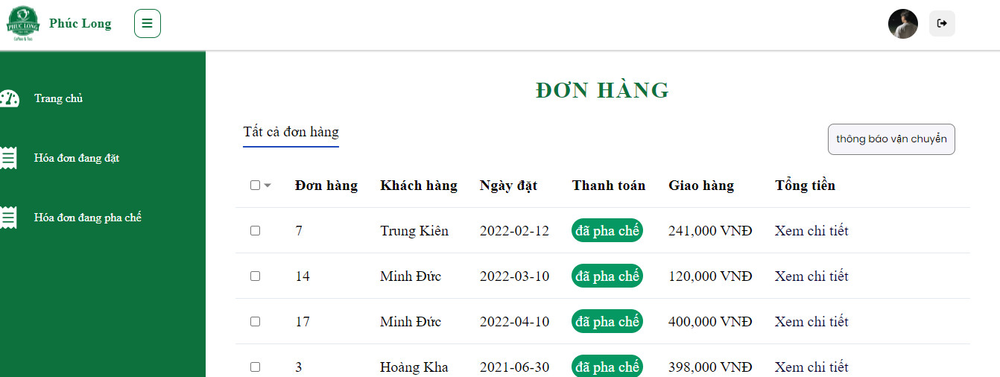 PHUC LONG
Coffee & Tea
Phúc Long
Trang chủ
Hóa đơn đang đặt
Hóa đơn đang pha chế
ĐƠN HÀNG
Tất cả đơn hàng
thông báo vận chuyển
Đơn hàng Khách hàng Ngày đặt Thanh toán Giao hàng Tổng tiền
7 Trung Kiên 2022-02-12 đã pha chế 241,000 VNĐ Xem chi tiết
14 Minh Đức 2022-03-10 đã pha chế 120,000 VNĐ Xem chi tiết
17 Minh Đức 2022-04-10 đã pha chế 400,000 VNĐ Xem chi tiết
3 Hoàng Kha 2021-06-30 đã pha chế 398,000 VNĐ Xem chi tiết